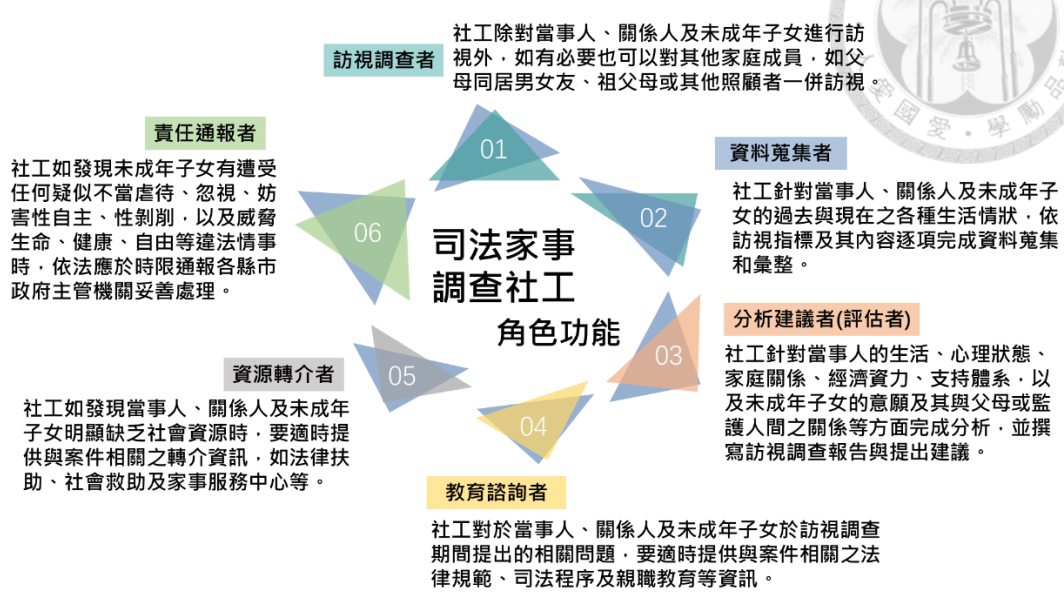 訪視調查者
社工除對當事人、關係人及未成年子女進行訪
視外，如有必要也可以對其他家庭成員，如父
母同居男女友、祖父母或其他照顧者一併訪視。
01
資料蒐集者
社工針對當事人、關係人及未成年子
女的過去與現在之各種生活情狀，依
訪視指標及其內容逐項完成資料蒐集
和彙整。
02
分析建議者(評估者)
社工針對當事人的生活、心理狀態、
家庭關係、經濟資力、支持體系，以
及未成年子女的意願及其與父母或監
護人間之關係等方面完成分析，並撰
寫訪視調查報告與提出建議。
03
教育諮詢者
社工對於當事人、關係人及未成年子女於訪視調查
期間提出的相關問題，要適時提供與案件相關之法
律規範、司法程序及親職教育等資訊。
04
資源轉介者
社工如發現當事人、關係人及未成年
子女明顯缺乏社會資源時，要適時提
供與案件相關之轉介資訊，如法律扶
助、社會救助及家事服務中心等。
05
責任通報者
社工如發現未成年子女有遭受
任何疑似不當虐待、忽視、妨
害性自主、性剝削，以及威脅
生命、健康、自由等違法情事
時，依法應於時限通報各縣市
政府主管機關妥善處理。
06
司法家事
調查社工
角色功能
愛國愛・學勵品